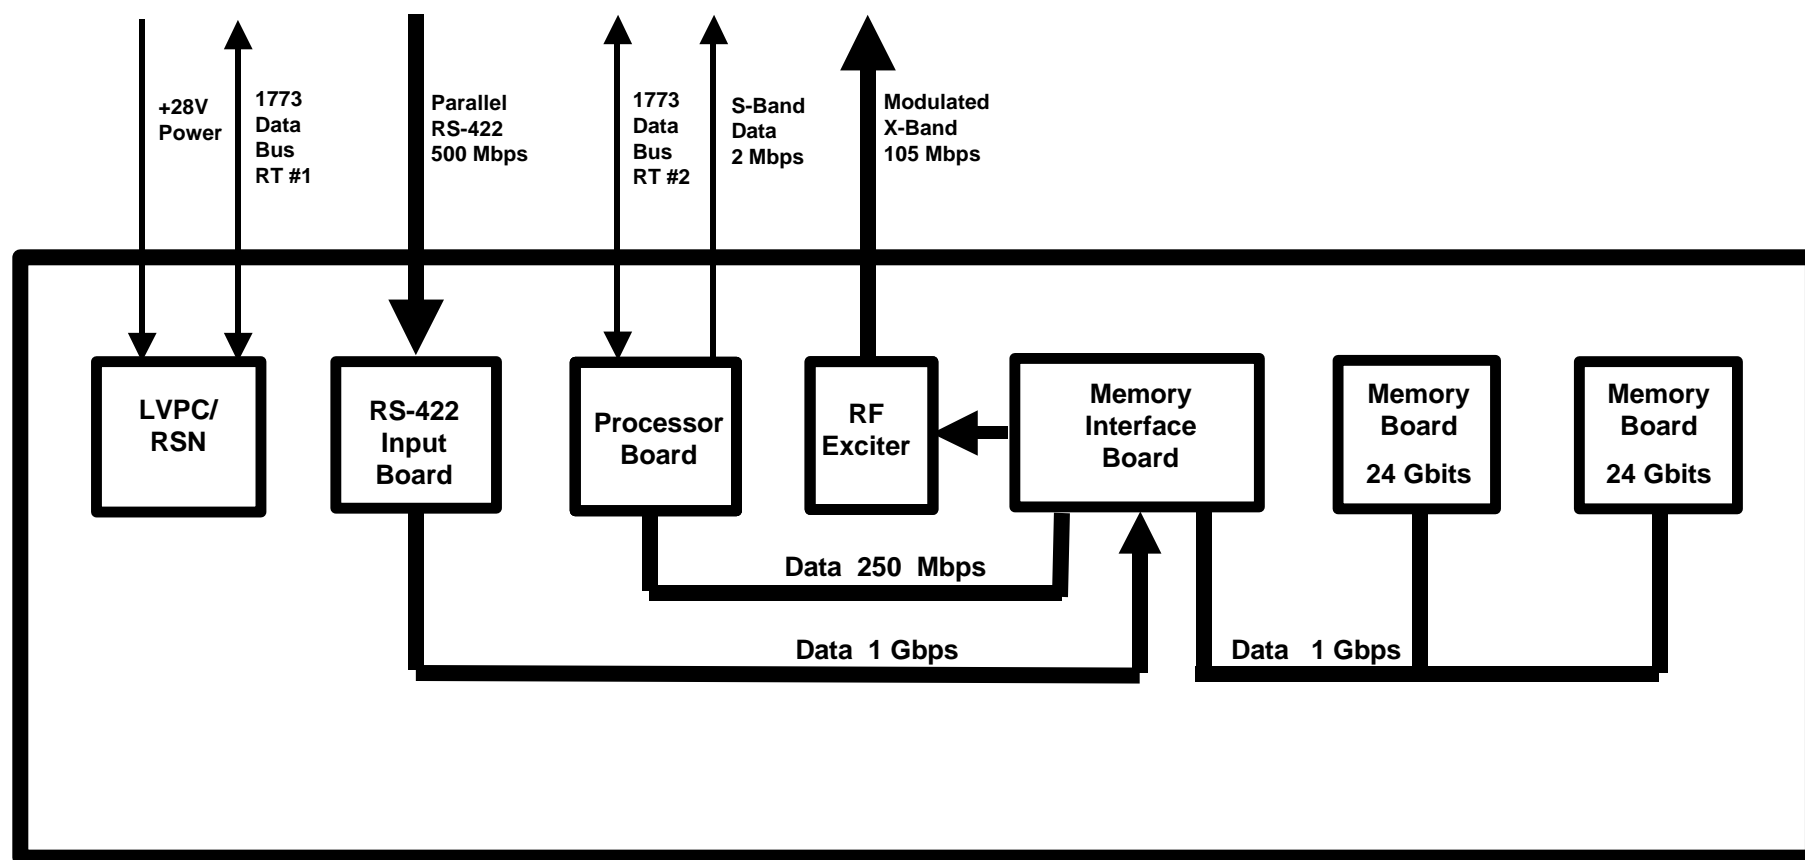 +28V
Power
1773
Data
Bus
RT #1
Parallel
RS-422
500 Mbps
1773
Data
Bus
RT #2
S-Band
Data
2 Mbps
Modulated
X-Band
105 Mbps
LVPC/
RSN
RS-422
Input
Board
Processor
Board
RF
Exciter
Memory
Interface
Board
Memory
Board
24 Gbits
Memory
Board
24 Gbits
Data 250 Mbps
Data 1 Gbps
Data 1 Gbps